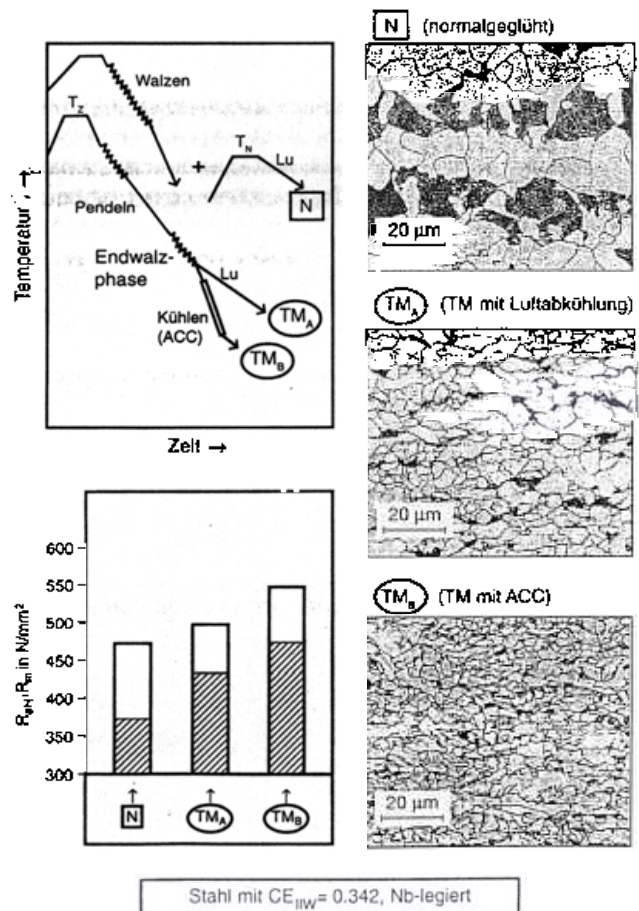 N (normalgeglüht)
Walzen
T_Z
T_N
Lu
+
N
Pendeln
Endwalz-
phase
Lu
Kühlen
(ACC)
TM_A
TM_B
Temperatur →
Zeit →
20 µm
TM_A (TM mit Luftabkühlung)
20 µm
TM_B (TM mit ACC)
20 µm
600
550
500
450
400
350
300
R_eH, R_m in N/mm²
N
TM_A
TM_B
Stahl mit CE_IIW = 0.342, Nb-legiert